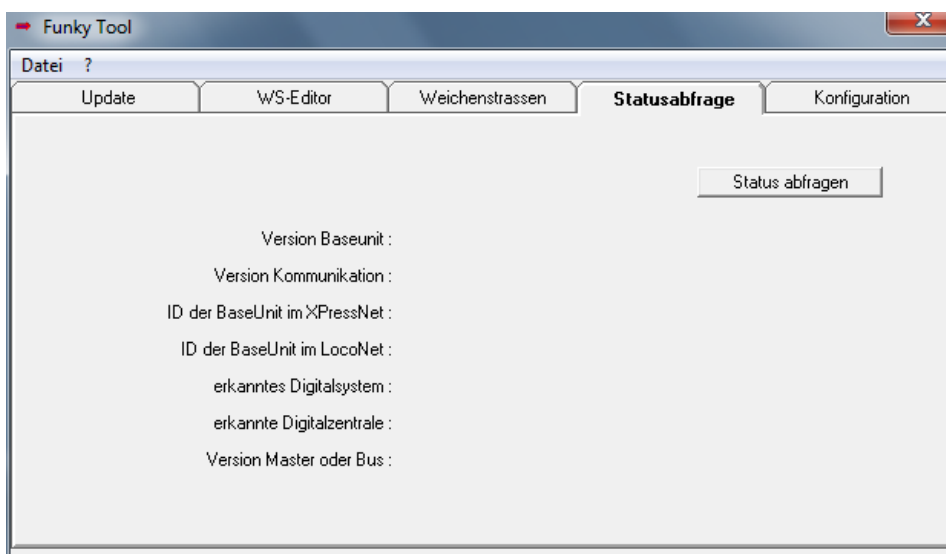 Funky Tool
Datei ?
Update WS-Editor Weichenstrassen Statusabfrage Konfiguration
Status abfragen
Version Baseunit :
Version Kommunikation :
ID der BaseUnit im XPressNet :
ID der BaseUnit im LocoNet :
erkanntes Digitalsystem :
erkannte Digitalzentrale :
Version Master oder Bus :